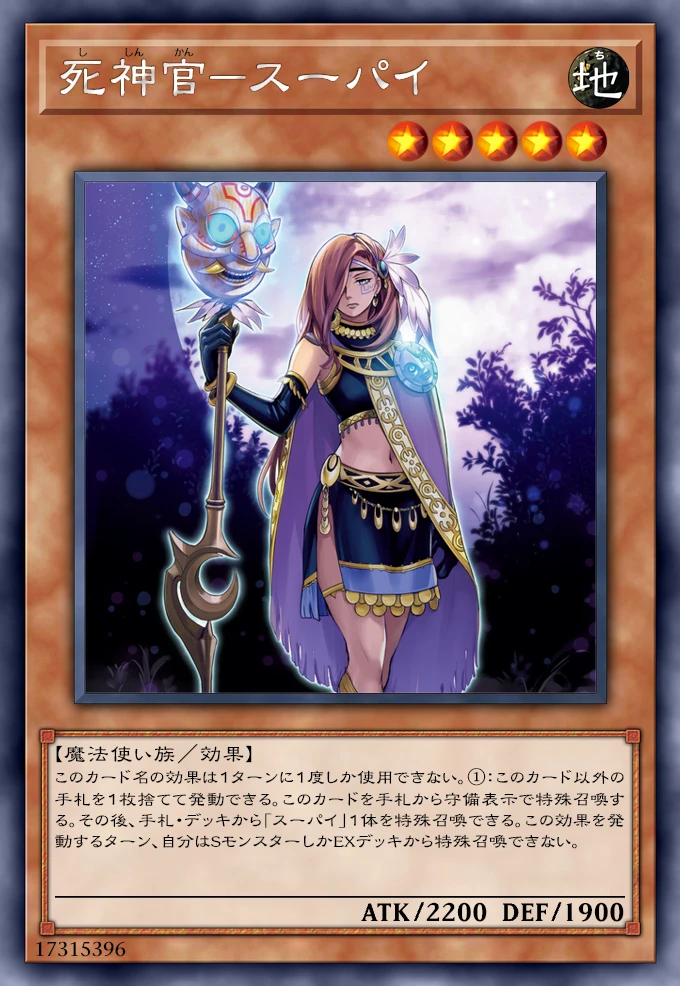 し しん かん
死神官－スーパイ
ち
地
【魔法使い族／効果】
このカード名の効果は１ターンに１度しか使用できない。①：このカード以外の
手札を１枚捨てて発動できる。このカードを手札から守備表示で特殊召喚す
る。その後、手札・デッキから「スーパイ」１体を特殊召喚できる。この効果を発
動するターン、自分はSモンスターしかEXデッキから特殊召喚できない。
ATK/2200 DEF/1900
17315396